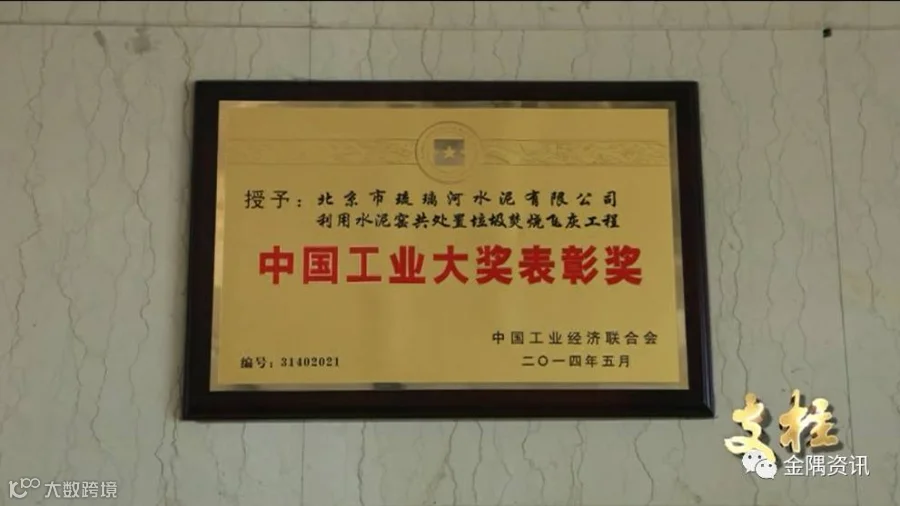 授予：北京市琉璃河水泥有限公司
利用水泥窑共处置垃圾焚烧飞灰工程
中国工业大奖表彰奖
中国工业经济联合会
编号：31402021
二〇一四年五月
支柱
金隅资讯
大数跨境